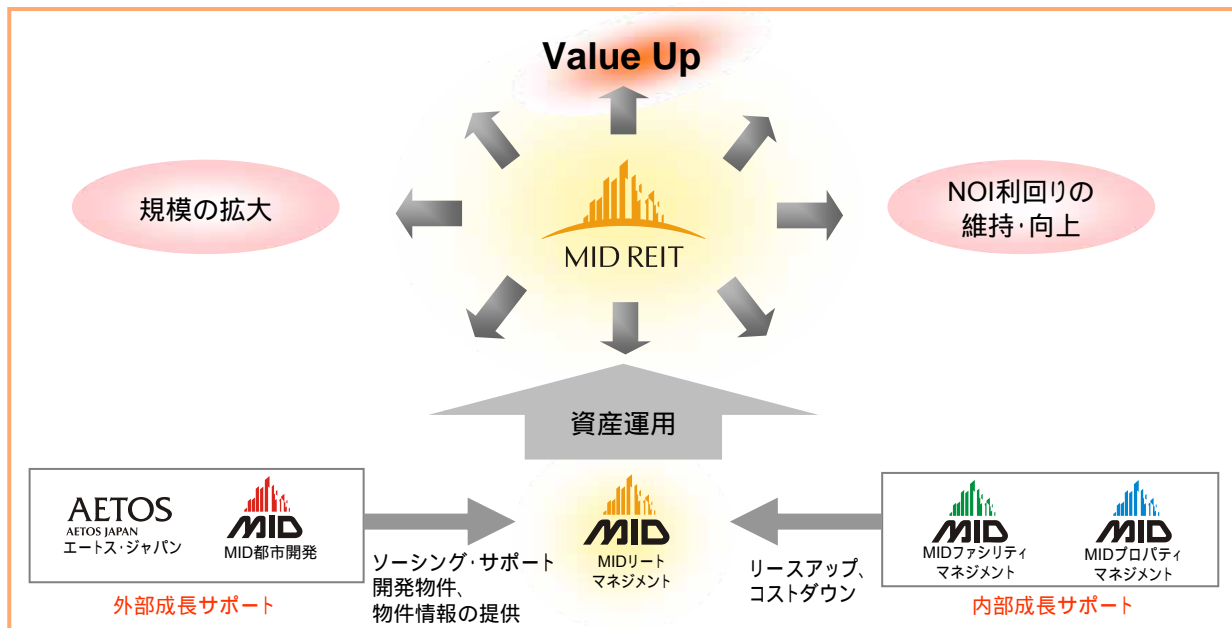 Value Up
規模の拡大
NOI利回りの
維持・向上
MID REIT
資産運用
AETOS
AETOS JAPAN
エートス・ジャパン
MID
MID都市開発
外部成長サポート
ソーシング・サポート
開発物件、
物件情報の提供
MID
MIDリート
マネジメント
リースアップ、
コストダウン
MID
MIDファシリティ
マネジメント
MID
MIDプロパティ
マネジメント
内部成長サポート